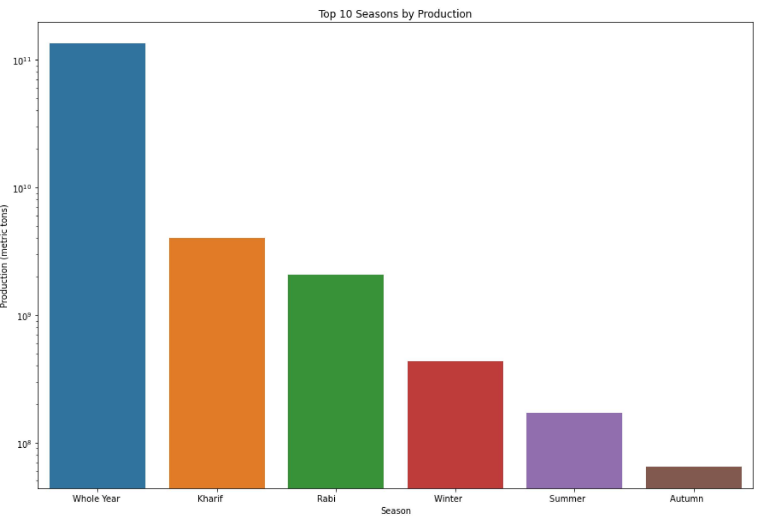 Top 10 Seasons by Production
Production (metric tons)
10¹¹
10¹⁰
10⁹
10⁸
Whole Year Kharif Rabi Winter Summer Autumn
Season